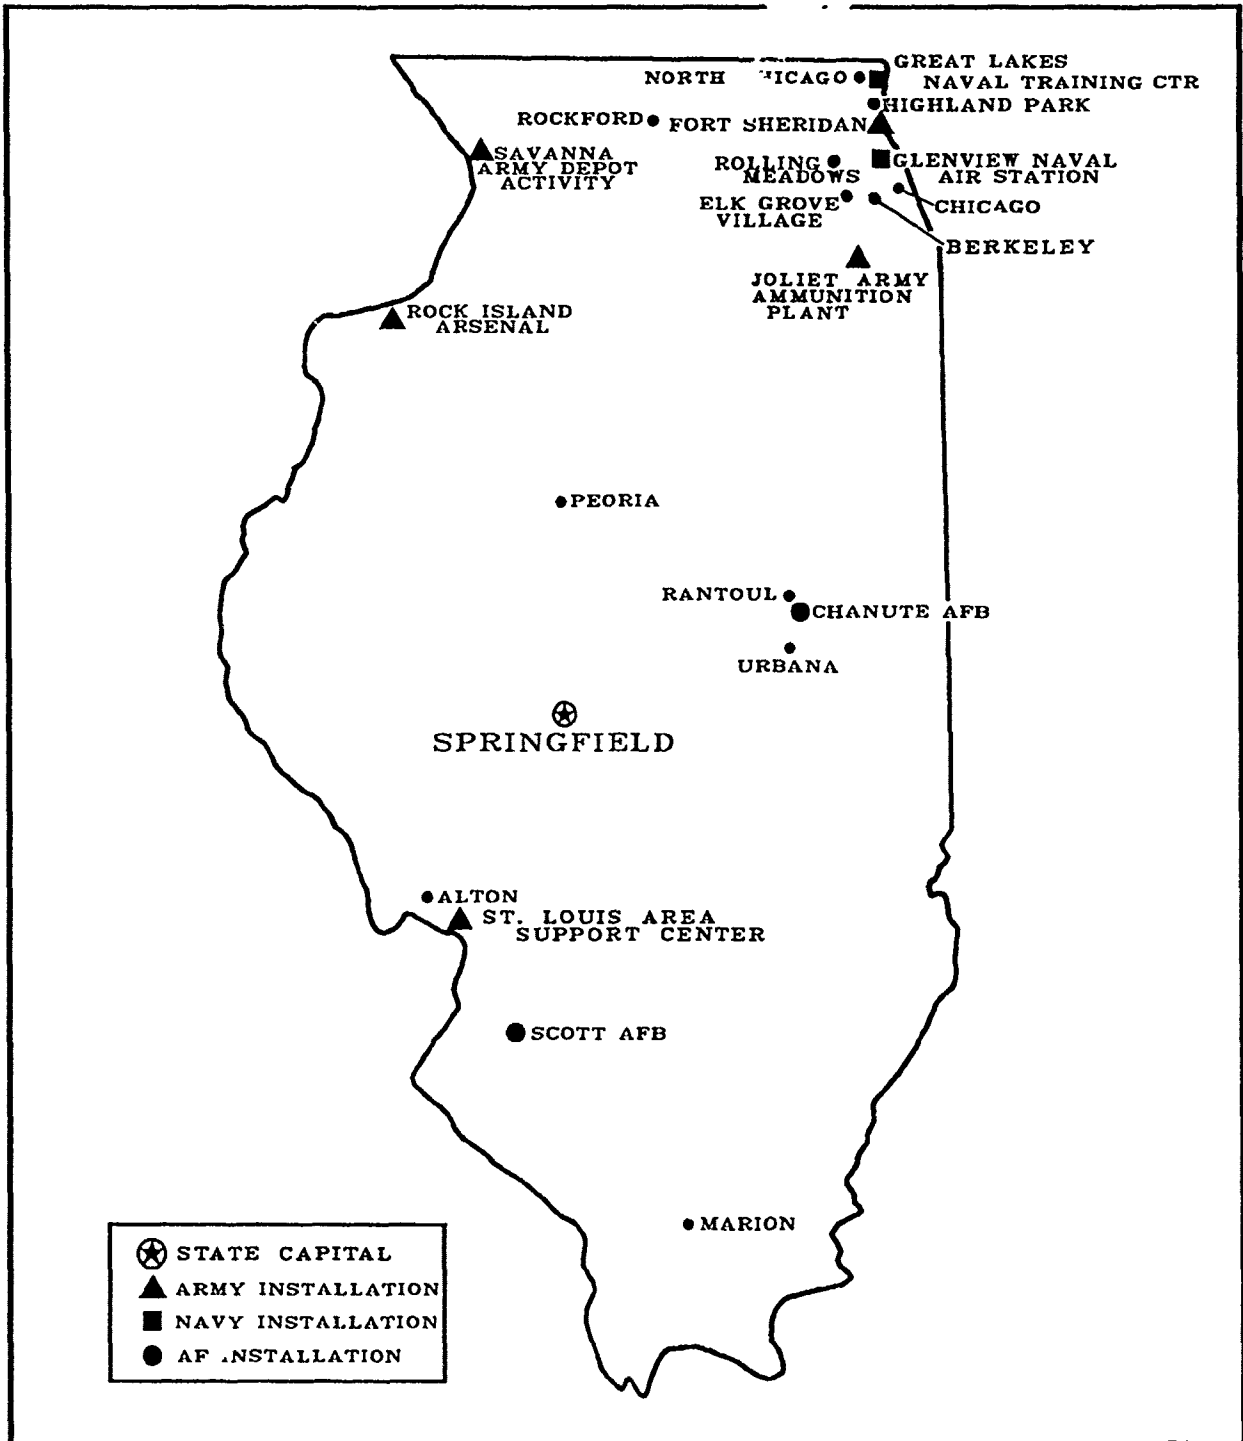 GREAT LAKES
NAVAL TRAINING CTR
NORTH HICAGO
HIGHLAND PARK
ROCKFORD
FORT SHERIDAN
SAVANNA
ARMY DEPOT
ACTIVITY
ROLLING
MEADOWS
GLENVIEW NAVAL
AIR STATION
ELK GROVE
VILLAGE
CHICAGO
BERKELEY
JOLIET ARMY
AMMUNITION
PLANT
ROCK ISLAND
ARSENAL
PEORIA
RANTOUL
CHANUTE AFB
URBANA
SPRINGFIELD
ALTON
ST. LOUIS AREA
SUPPORT CENTER
SCOTT AFB
MARION
STATE CAPITAL
ARMY INSTALLATION
NAVY INSTALLATION
AF NSTALLATION